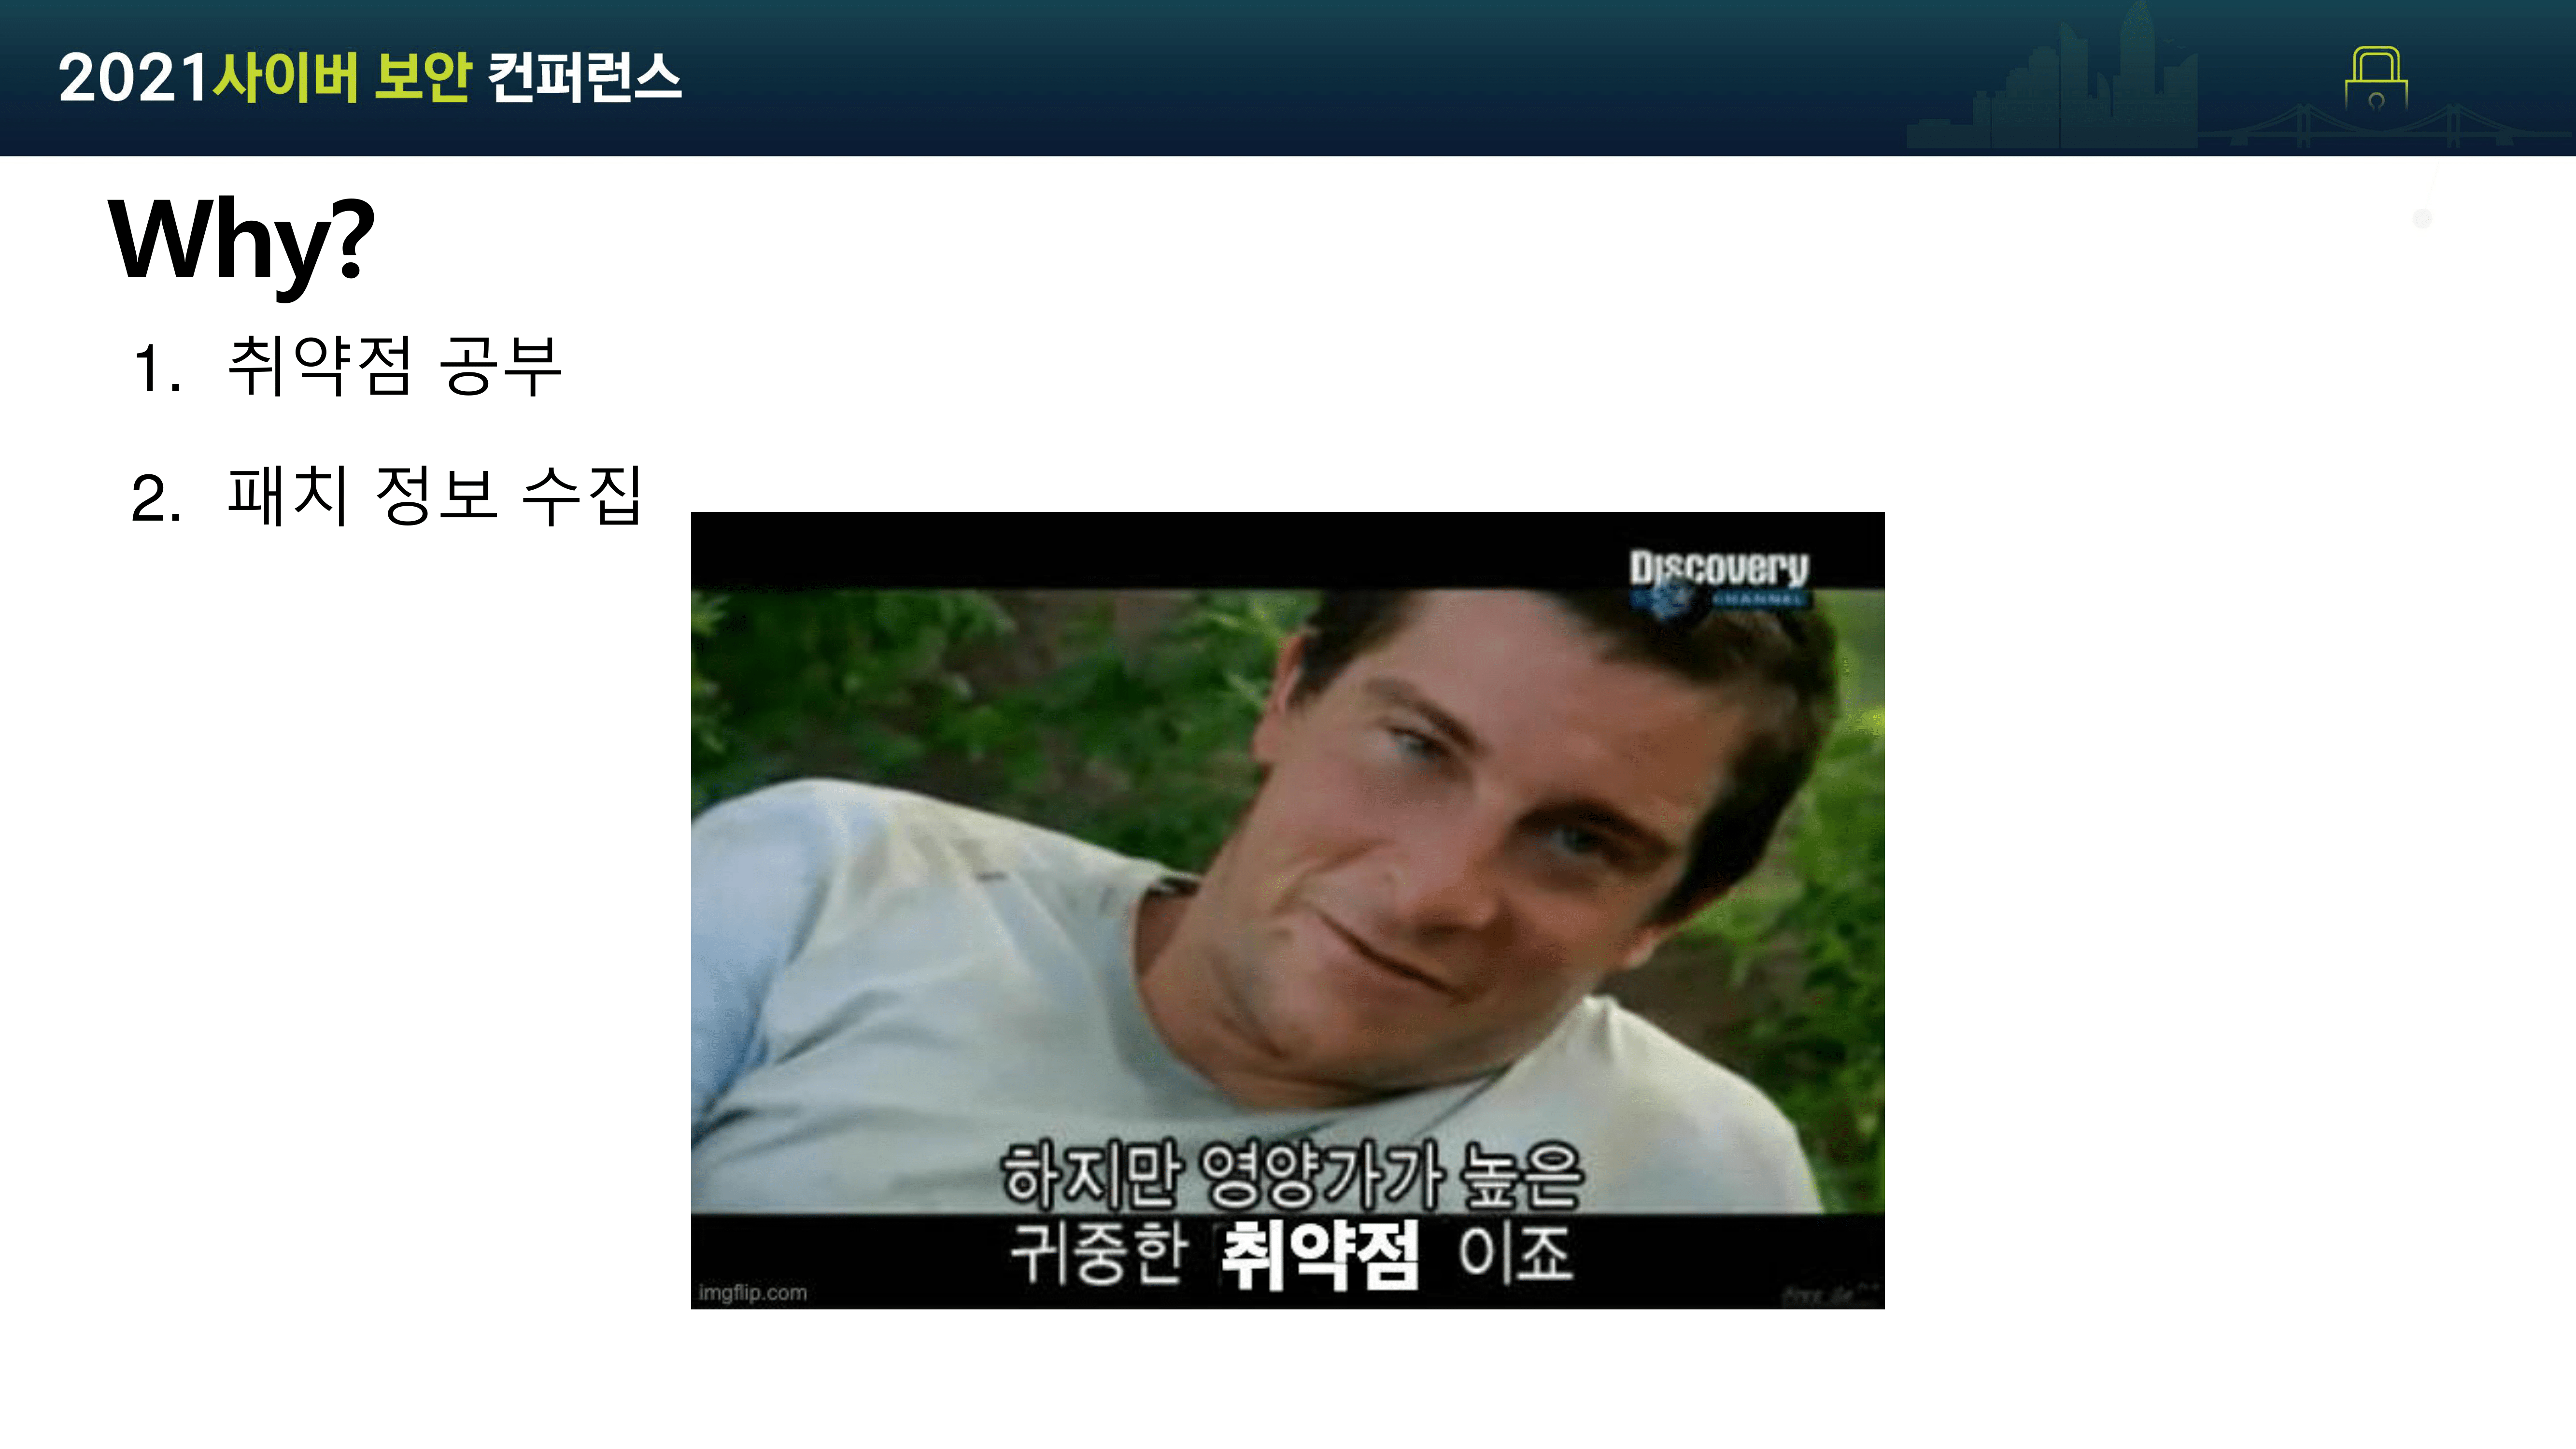 2021사이버 보안 컨퍼런스
Why?
1. 취약점 공부
2. 패치 정보 수집
Discovery
CHANNEL
하지만 영양가가 높은
귀중한 취약점 이죠
imgflip.com